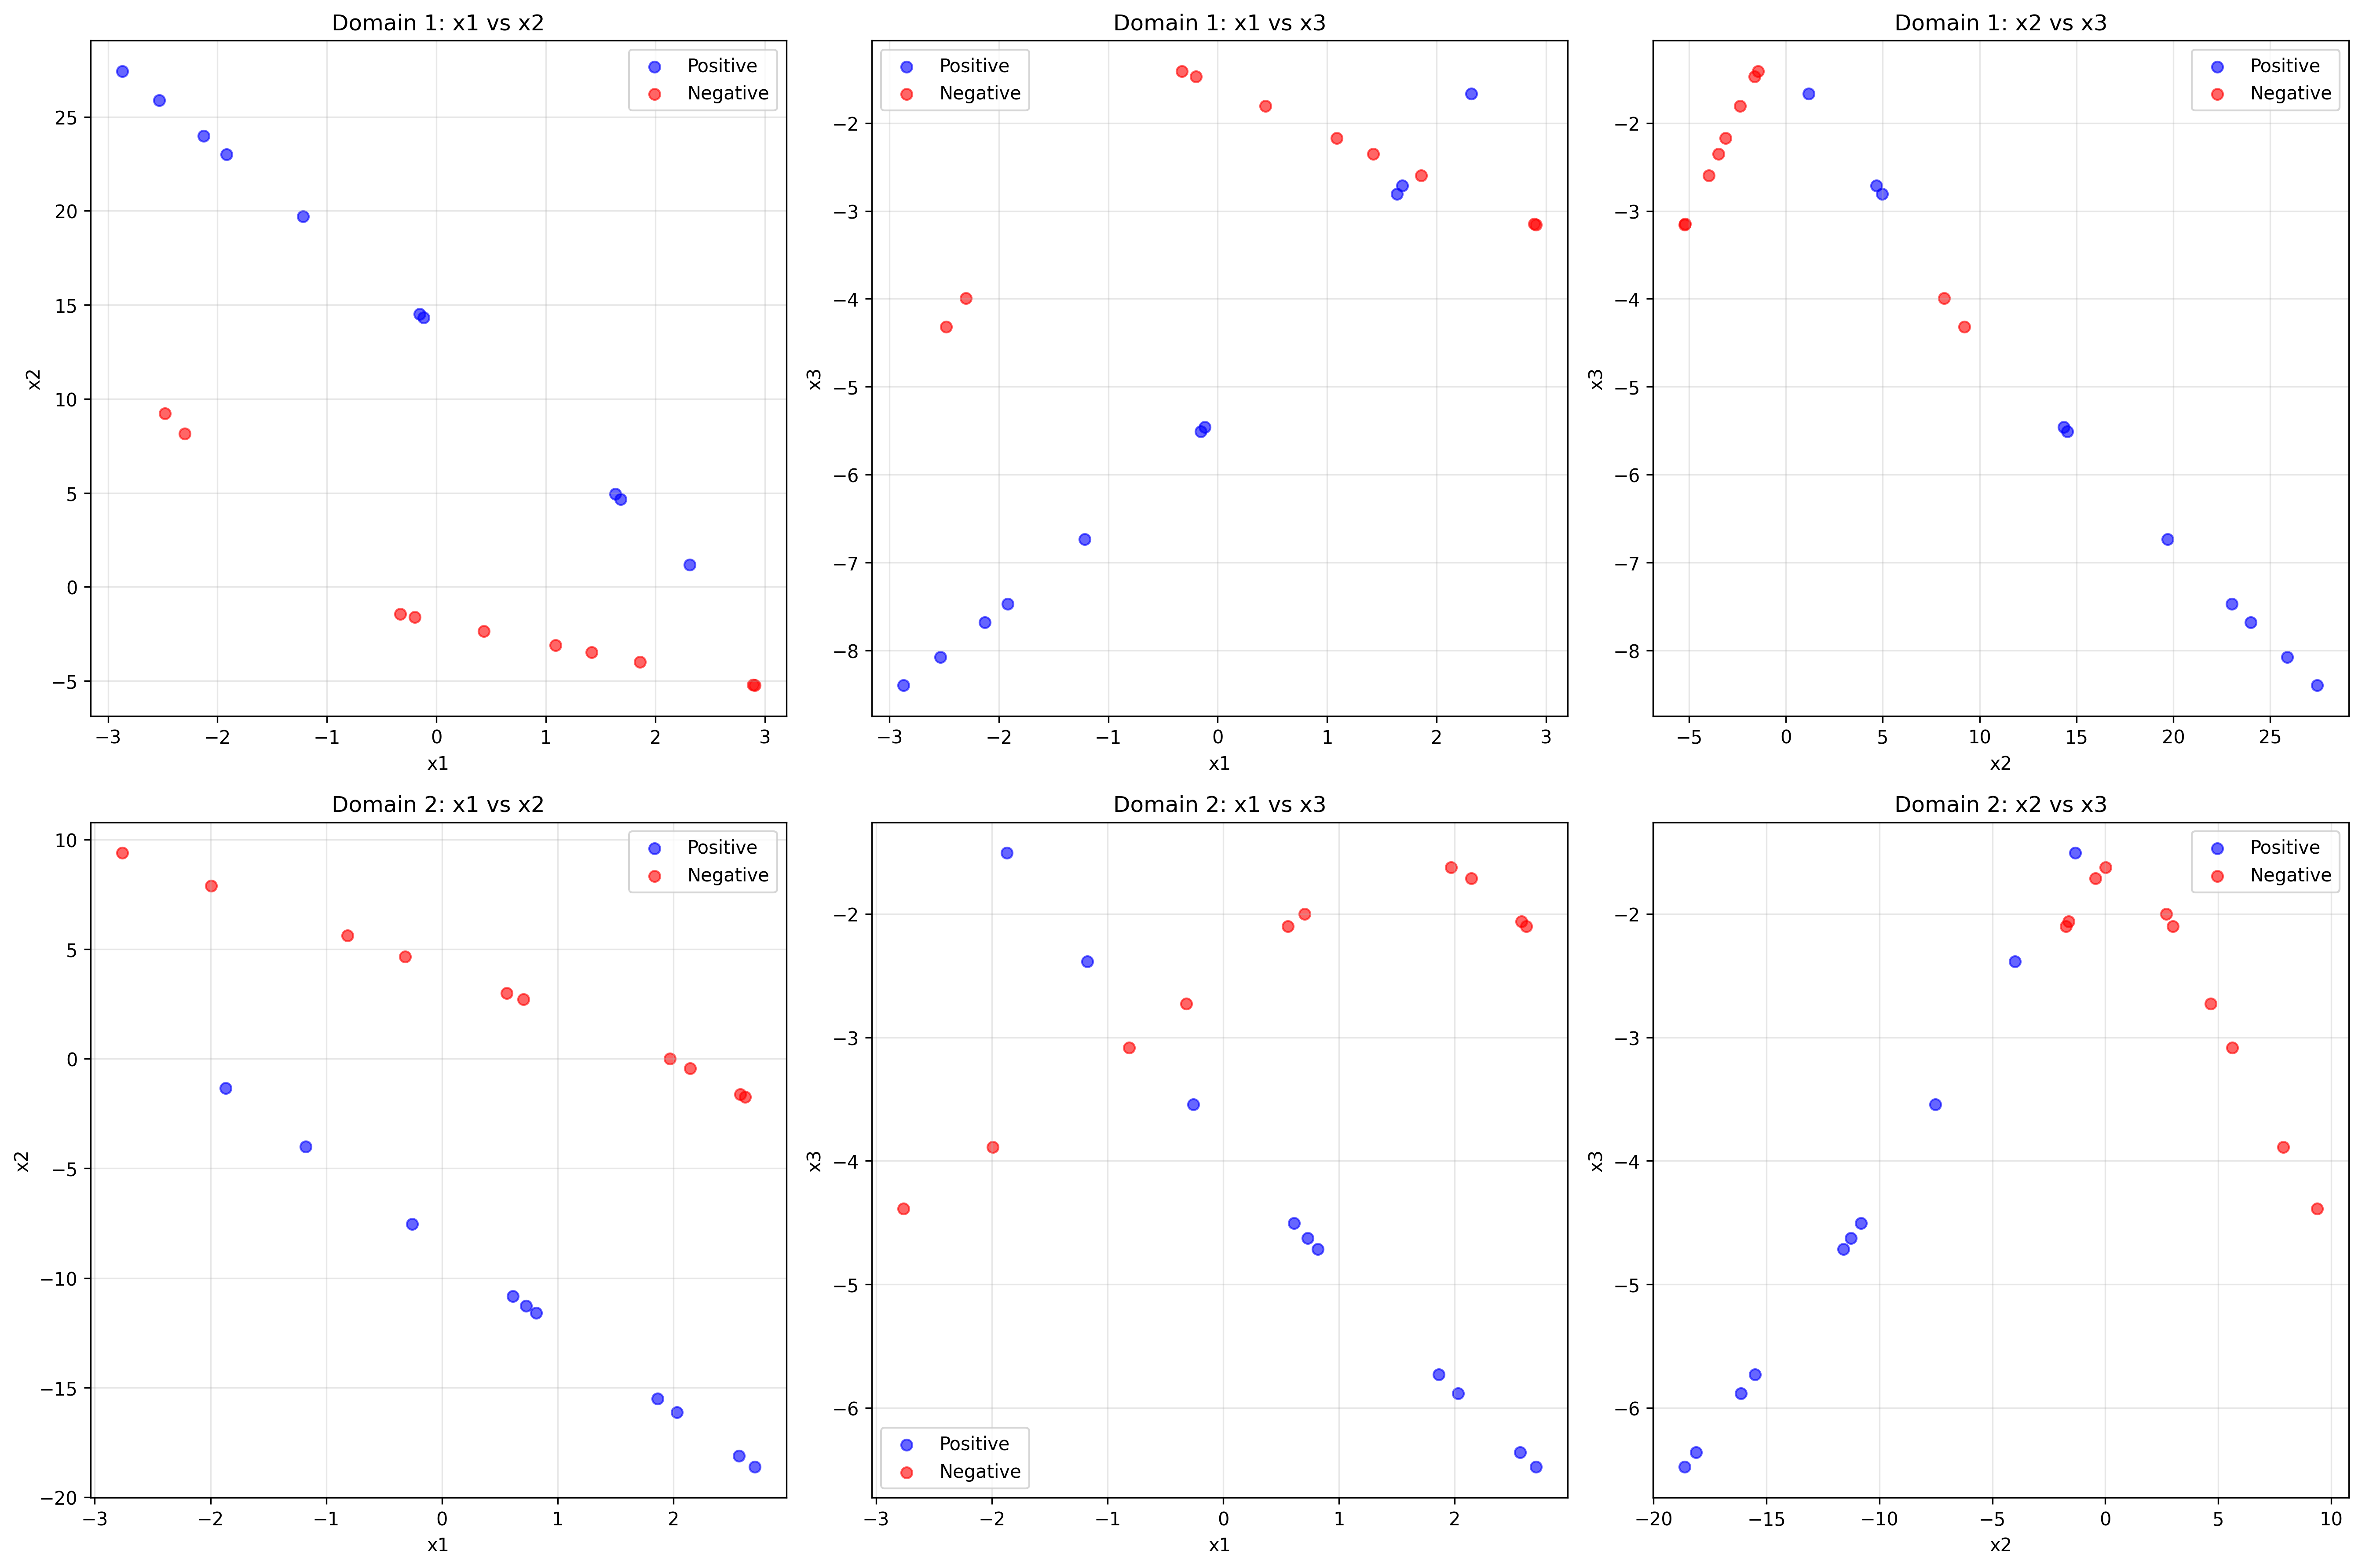 Domain 1: x1 vs x2
Positive
Negative
25
20
15
10
5
0
−5
x2
−3 −2 −1 0 1 2 3
x1
Domain 1: x1 vs x3
Positive
Negative
−2
−3
−4
−5
−6
−7
−8
x3
−3 −2 −1 0 1 2 3
x1
Domain 1: x2 vs x3
Positive
Negative
−2
−3
−4
−5
−6
−7
−8
x3
−5 0 5 10 15 20 25
x2
Domain 2: x1 vs x2
Positive
Negative
10
5
0
−5
−10
−15
−20
x2
−3 −2 −1 0 1 2
x1
Domain 2: x1 vs x3
−2
−3
−4
−5
−6
x3
Positive
Negative
−3 −2 −1 0 1 2
x1
Domain 2: x2 vs x3
Positive
Negative
−2
−3
−4
−5
−6
x3
−20 −15 −10 −5 0 5 10
x2